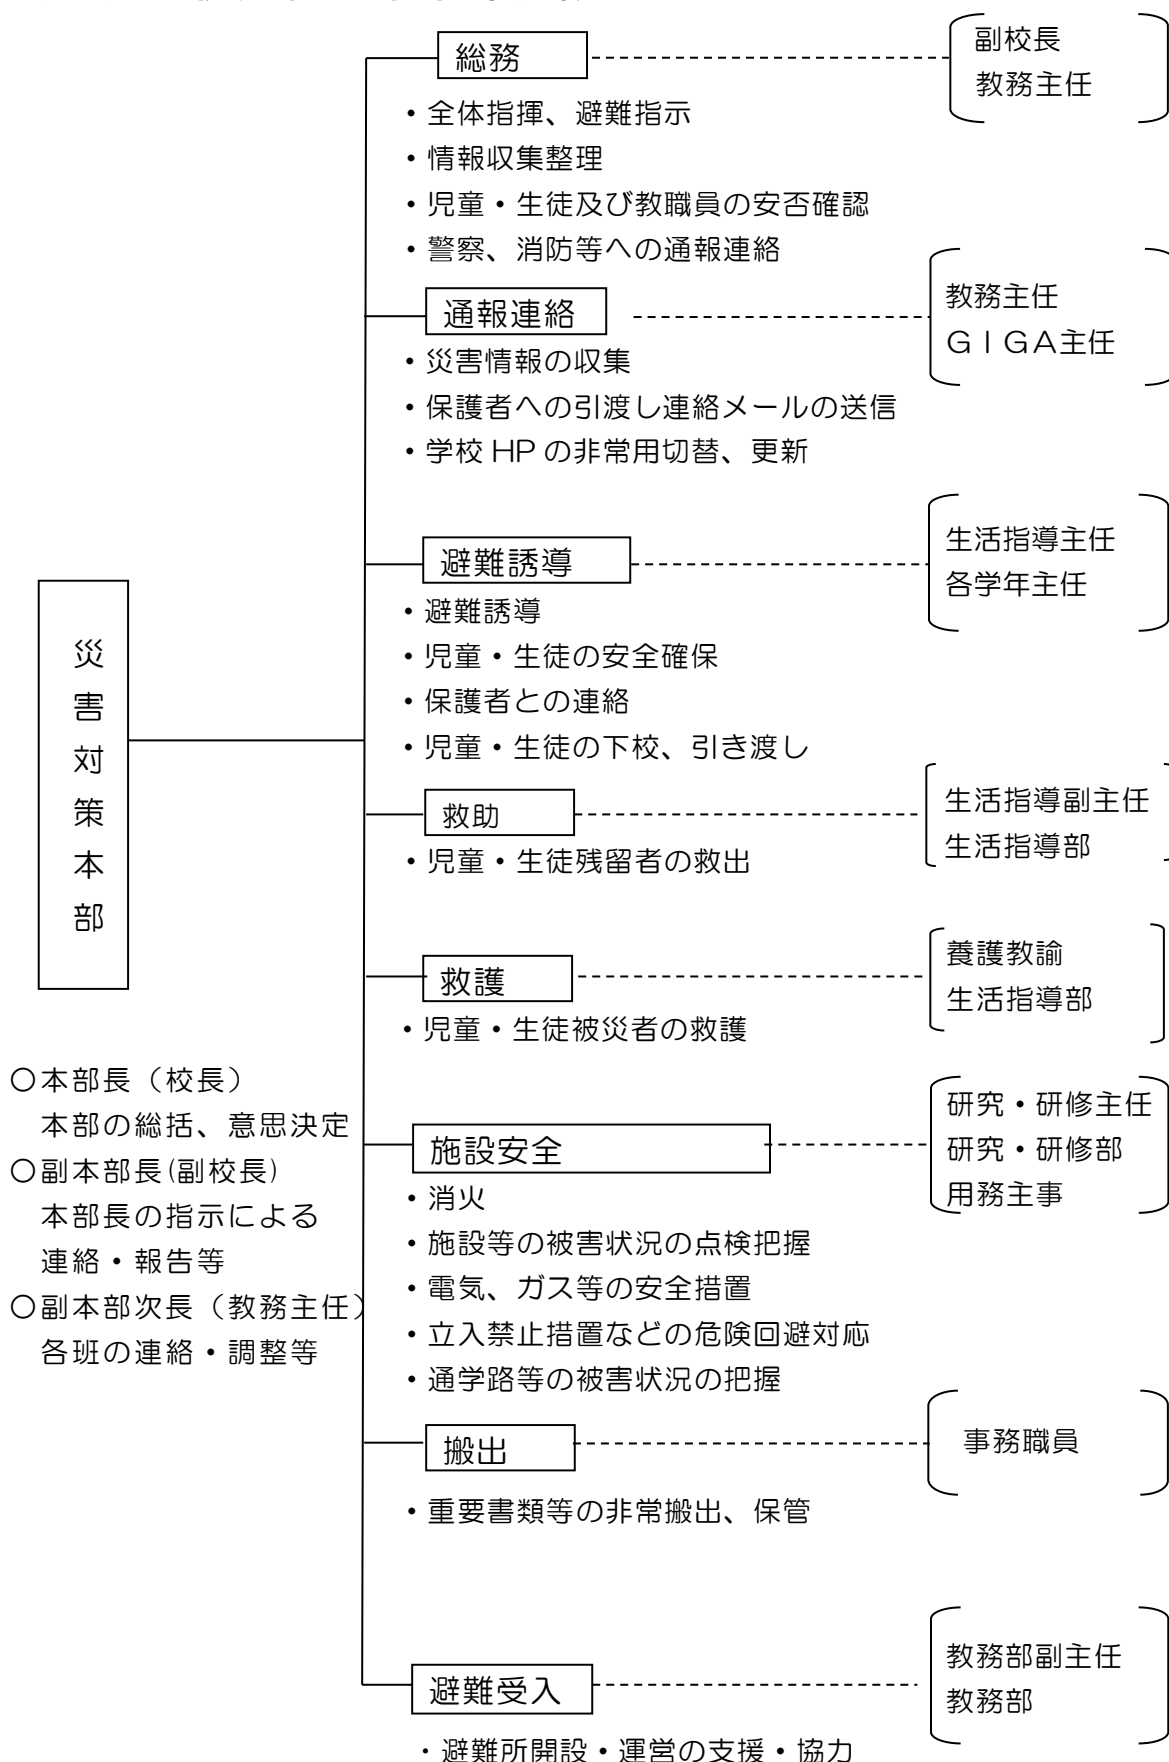 総務
副校長
教務主任
・全体指揮、避難指示
・情報収集整理
・児童・生徒及び教職員の安否確認
・警察、消防等への通報連絡
通報連絡
教務主任
ＧＩＧＡ主任
・災害情報の収集
・保護者への引渡し連絡メールの送信
・学校 HP の非常用切替、更新
避難誘導
生活指導主任
各学年主任
・避難誘導
・児童・生徒の安全確保
・保護者との連絡
・児童・生徒の下校、引き渡し
災害対策本部
救助
生活指導副主任
生活指導部
・児童・生徒残留者の救出
救護
養護教諭
生活指導部
・児童・生徒被災者の救護
〇本部長（校長）
本部の総括、意思決定
〇副本部長(副校長)
本部長の指示による
連絡・報告等
〇副本部次長（教務主任）
各班の連絡・調整等
施設安全
研究・研修主任
研究・研修部
用務主事
・消火
・施設等の被害状況の点検把握
・電気、ガス等の安全措置
・立入禁止措置などの危険回避対応
・通学路等の被害状況の把握
搬出
事務職員
・重要書類等の非常搬出、保管
避難受入
教務部副主任
教務部
・避難所開設・運営の支援・協力